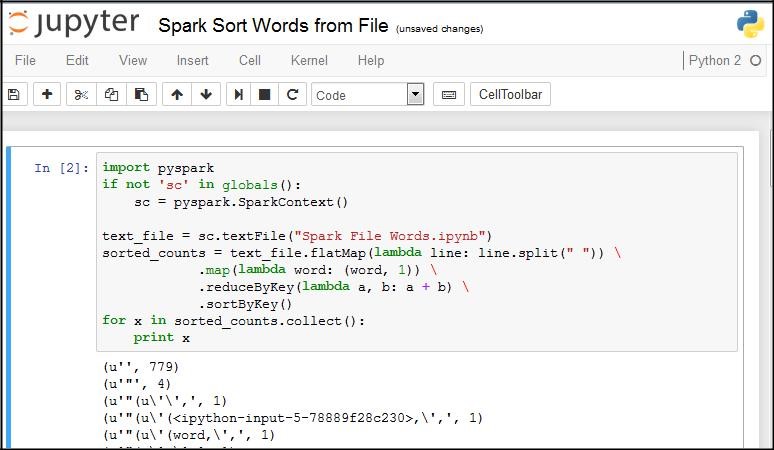 jupyter Spark Sort Words from File (unsaved changes)
File Edit View Insert Cell Kernel Help Python 2
Code CellToolbar
In [2]: import pyspark
if not 'sc' in globals():
    sc = pyspark.SparkContext()
text_file = sc.textFile("Spark File Words.ipynb")
sorted_counts = text_file.flatMap(lambda line: line.split(" ")) \
            .map(lambda word: (word, 1)) \
            .reduceByKey(lambda a, b: a + b) \
            .sortByKey()
for x in sorted_counts.collect():
    print x
(u'', 779)
(u'"', 4)
(u'"(u\'\',', 1)
(u'"(u\'(<ipython-input-5-78889f28c230>,\',', 1)
(u'"(u\'(word,\',', 1)